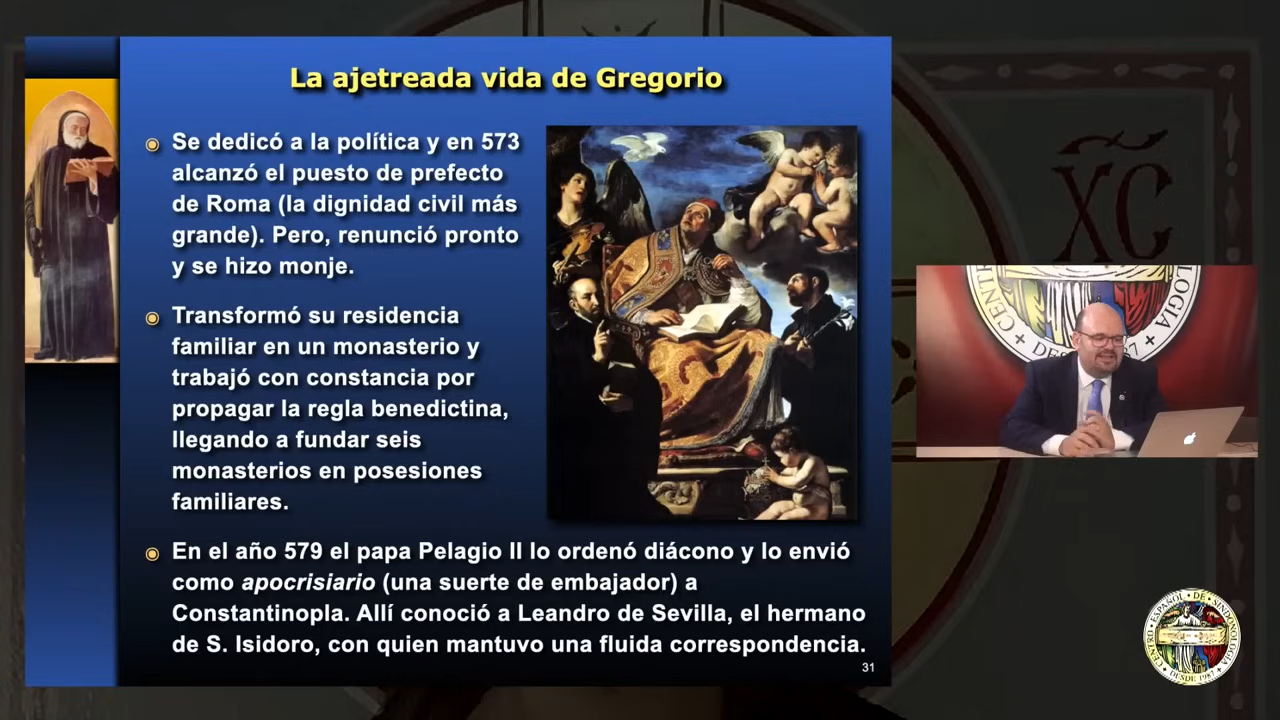 La ajetreada vida de Gregorio
Se dedicó a la política y en 573
alcanzó el puesto de prefecto
de Roma (la dignidad civil más
grande). Pero, renunció pronto
y se hizo monje.
Transformó su residencia
familiar en un monasterio y
trabajó con constancia por
propagar la regla benedictina,
llegando a fundar seis
monasterios en posesiones
familiares.
En el año 579 el papa Pelagio II lo ordenó diácono y lo envió
como apocrisiario (una suerte de embajador) a
Constantinopla. Allí conoció a Leandro de Sevilla, el hermano
de S. Isidoro, con quien mantuvo una fluida correspondencia.
31
CENTRO ESPAÑOL DE SINDONOLOGÍA
DESDE 1987